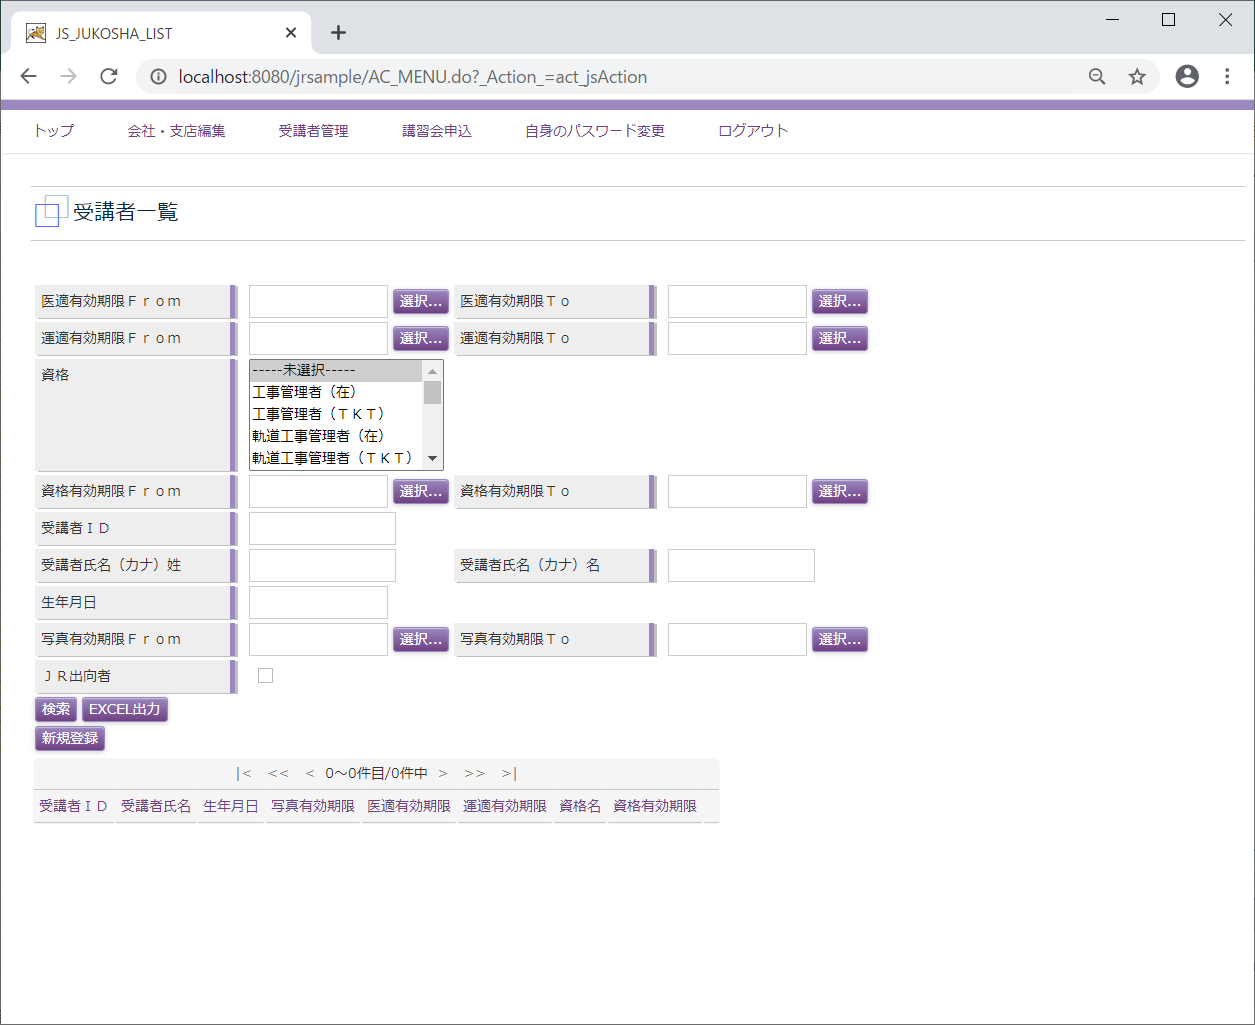 JS_JUKOSHA_LIST
localhost:8080/jrsample/AC_MENU.do?_Action_=act_jsAction
トップ 会社・支店編集 受講者管理 講習会申込 自身のパスワード変更 ログアウト
受講者一覧
医適有効期限Ｆｒｏｍ 選択... 医適有効期限Ｔｏ 選択...
運適有効期限Ｆｒｏｍ 選択... 運適有効期限Ｔｏ 選択...
資格 -----未選択-----
工事管理者（在）
工事管理者（ＴＫＴ）
軌道工事管理者（在）
軌道工事管理者（ＴＫＴ）
資格有効期限Ｆｒｏｍ 選択... 資格有効期限Ｔｏ 選択...
受講者ＩＤ
受講者氏名（カナ）姓 受講者氏名（カナ）名
生年月日
写真有効期限Ｆｒｏｍ 選択... 写真有効期限Ｔｏ 選択...
ＪＲ出向者
検索 EXCEL出力
新規登録
|< << < 0～0件目/0件中 > >> >|
受講者ＩＤ 受講者氏名 生年月日 写真有効期限 医適有効期限 運適有効期限 資格名 資格有効期限